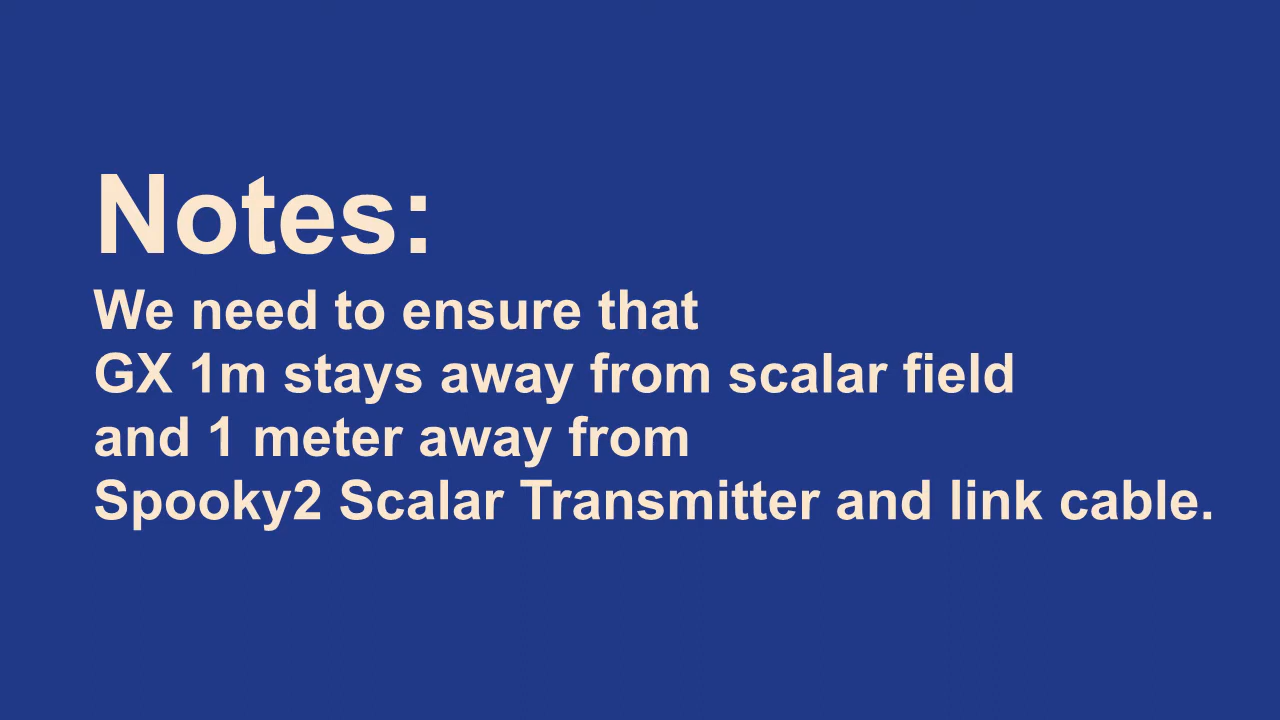 Notes:
We need to ensure that
GX 1m stays away from scalar field
and 1 meter away from
Spooky2 Scalar Transmitter and link cable.